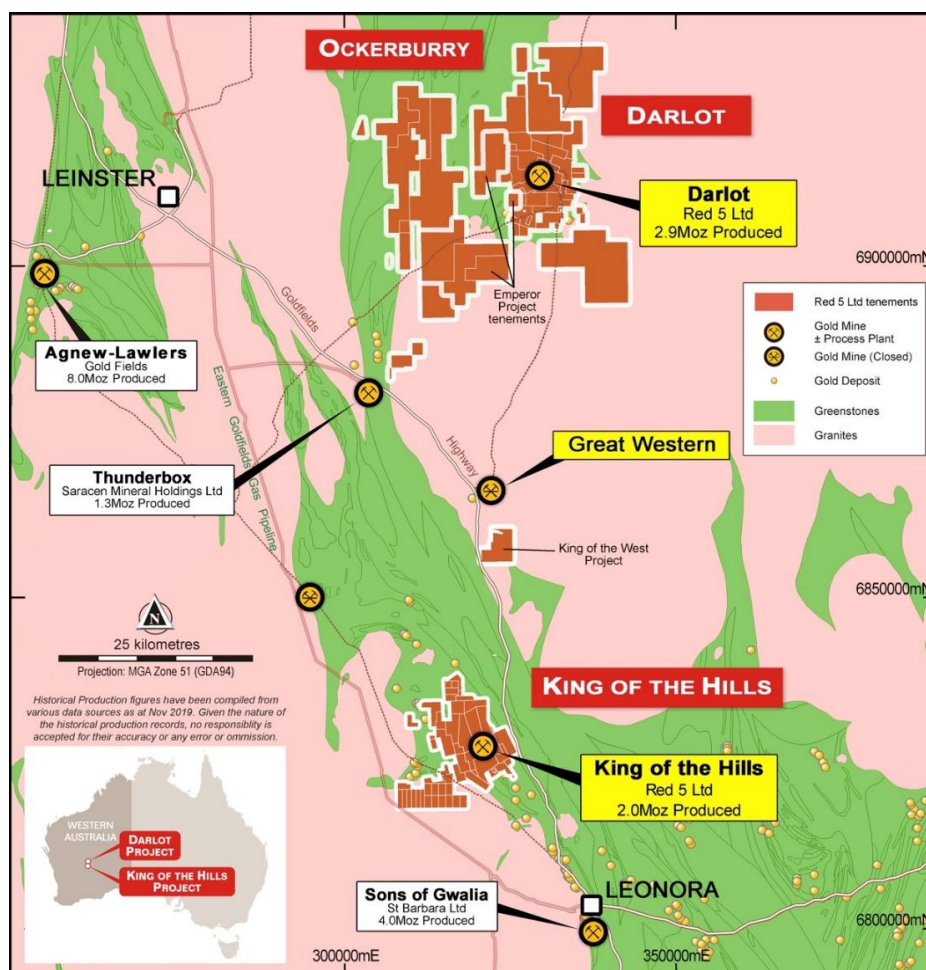 OCKERBURRY
DARLOT
LEINSTER
Darlot
Red 5 Ltd
2.9Moz Produced
6900000mN
Emperor
Project
tenements
Goldfields
Highway
Agnew-Lawlers
Gold Fields
8.0Moz Produced
Eastern Goldfields Gas Pipeline
Red 5 Ltd tenements
Gold Mine
± Process Plant
Gold Mine (Closed)
Gold Deposit
Greenstones
Granites
Great Western
Thunderbox
Saracen Mineral Holdings Ltd
1.3Moz Produced
King of the West
Project
6850000mN
N
25 kilometres
Projection: MGA Zone 51 (GDA94)
KING OF THE HILLS
Historical Production figures have been compiled from
various data sources as at Nov 2019. Given the nature of
the historical production records, no responsiblity is
accepted for their accuracy or any error or ommission.
King of the Hills
Red 5 Ltd
2.0Moz Produced
WESTERN
AUSTRALIA
DARLOT
PROJECT
KING OF THE HILLS
PROJECT
Sons of Gwalia
St Barbara Ltd
4.0Moz Produced
LEONORA
6800000mN
300000mE
350000mE